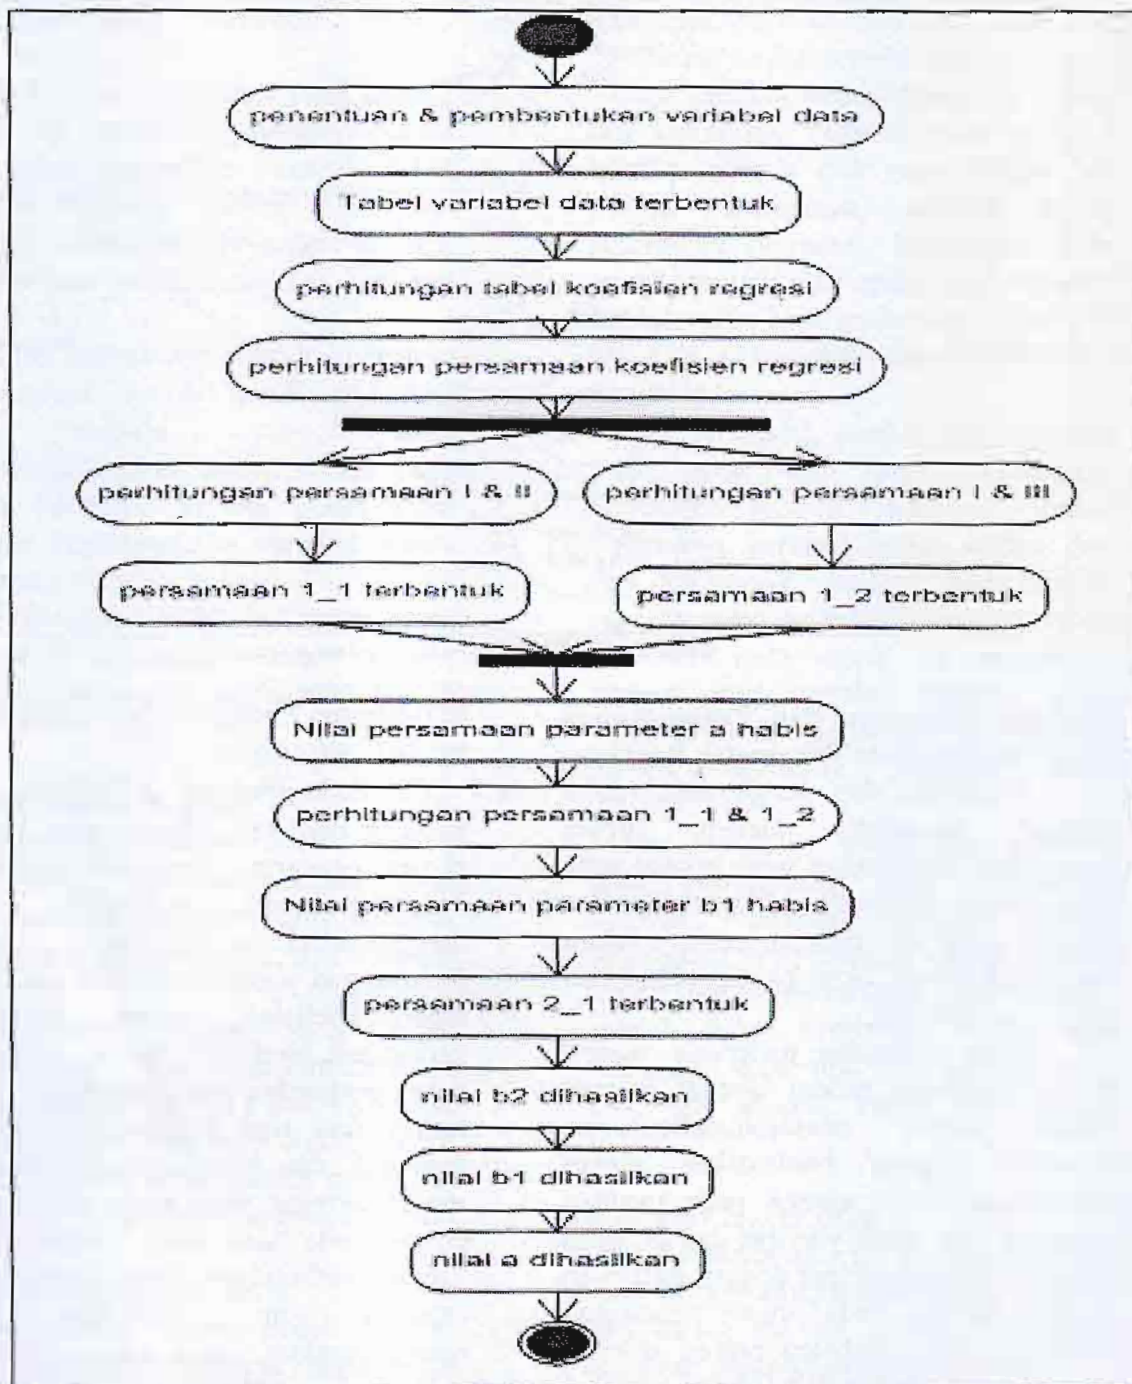 penentuan & pembentukan variabel data
Tabel variabel data terbentuk
perhitungan tabel koefisien regresi
perhitungan persamaan koefisien regresi
perhitungan persamaan I & II
perhitungan persamaan I & III
persamaan 1_1 terbentuk
persamaan 1_2 terbentuk
Nilai persamaan parameter a habis
perhitungan persamaan 1_1 & 1_2
Nilai persamaan parameter b1 habis
persamaan 2_1 terbentuk
nilai b2 dihasilkan
nilai b1 dihasilkan
nilai a dihasilkan